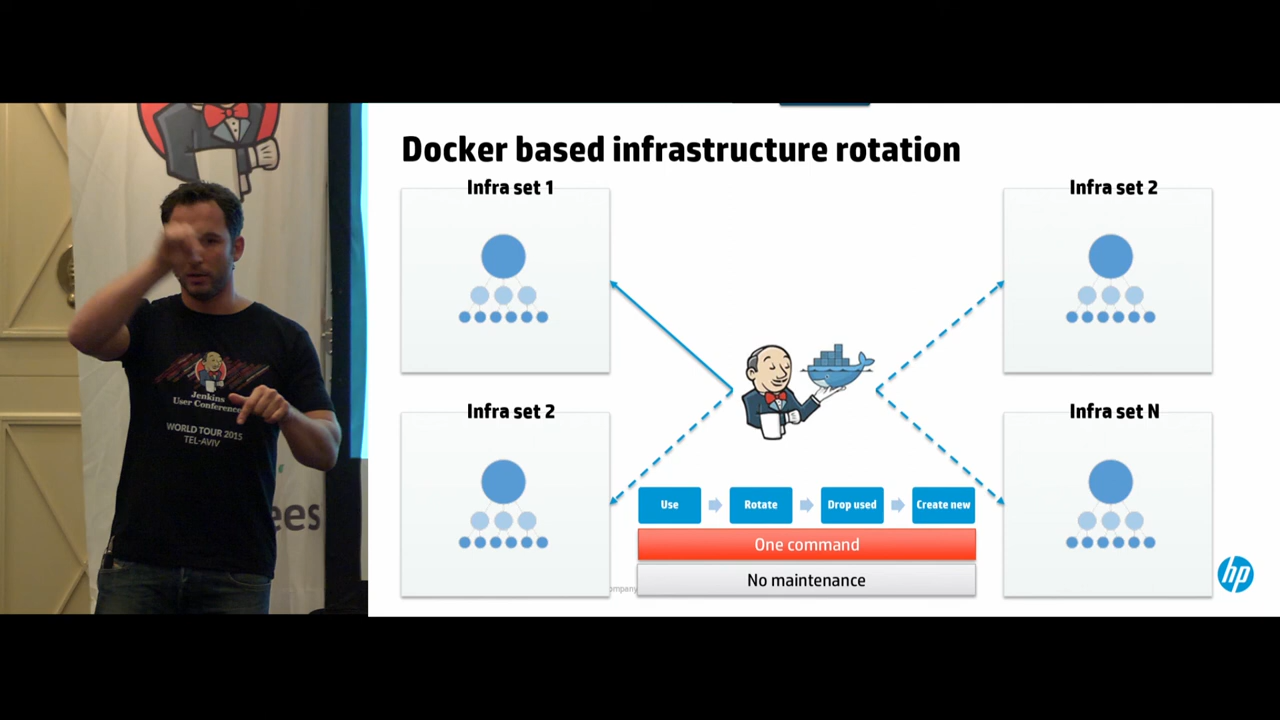 Docker based infrastructure rotation
Infra set 1
Infra set 2
Infra set 2
Infra set N
Use
Rotate
Drop used
Create new
One command
No maintenance
ompany
hp
Jenkins
User Conference
WORLD TOUR 2015
TEL-AVIV
ees